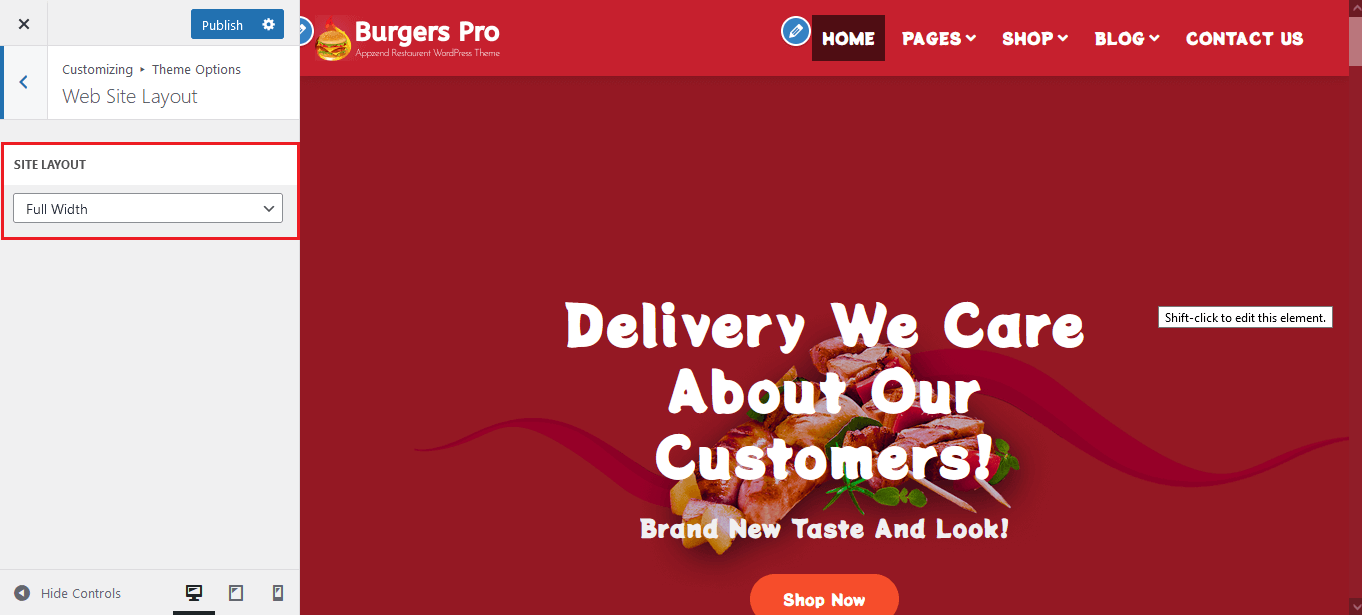 Publish
Customizing ▸ Theme Options
Web Site Layout
SITE LAYOUT
Full Width
Hide Controls
Burgers Pro
Appzend Restaurent WordPress Theme
HOME
PAGES
SHOP
BLOG
CONTACT US
Delivery We Care
About Our
Customers!
Brand New Taste And Look!
Shop Now
Shift-click to edit this element.